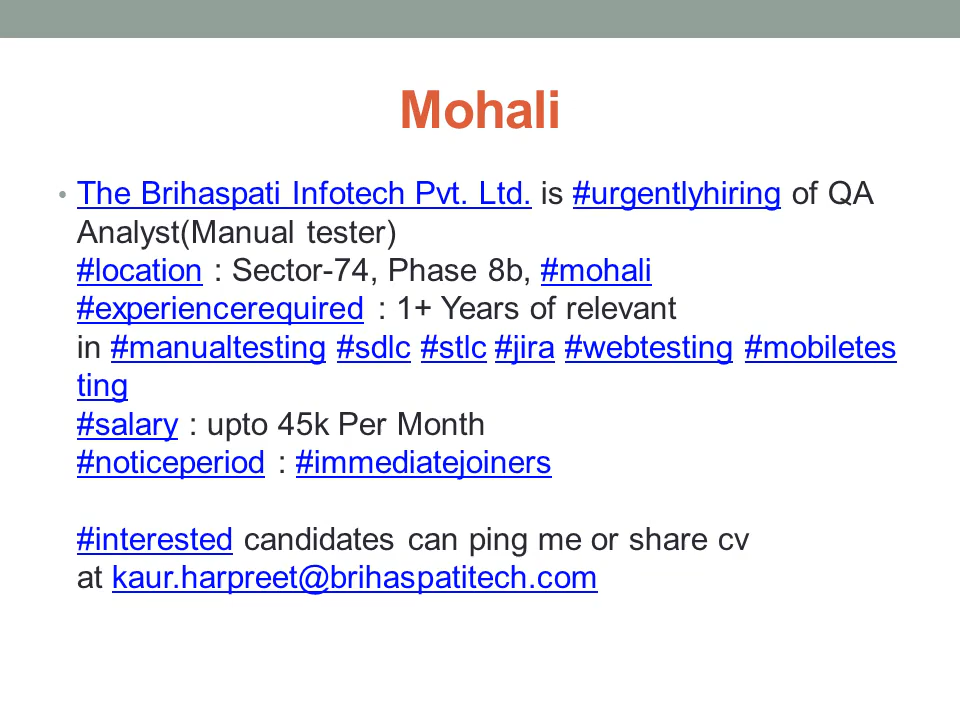 Mohali
• The Brihaspati Infotech Pvt. Ltd. is #urgentlyhiring of QA
Analyst(Manual tester)
#location : Sector-74, Phase 8b, #mohali
#experiencerequired : 1+ Years of relevant
in #manualtesting #sdlc #stlc #jira #webtesting #mobiletes
ting
#salary : upto 45k Per Month
#noticeperiod : #immediatejoiners
#interested candidates can ping me or share cv
at kaur.harpreet@brihaspatitech.com